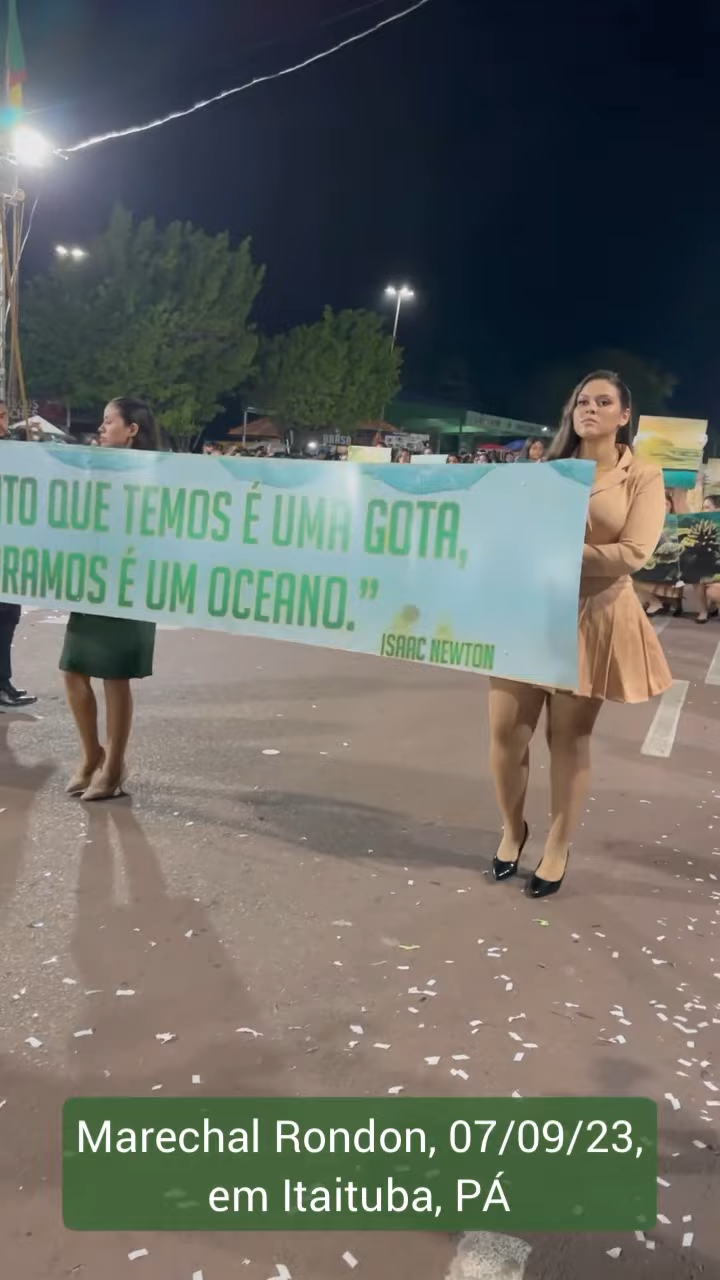 TO QUE TEMOS É UMA GOTA,
RAMOS É UM OCEANO.”
ISAAC NEWTON
Marechal Rondon, 07/09/23,
em Itaituba, PÁ